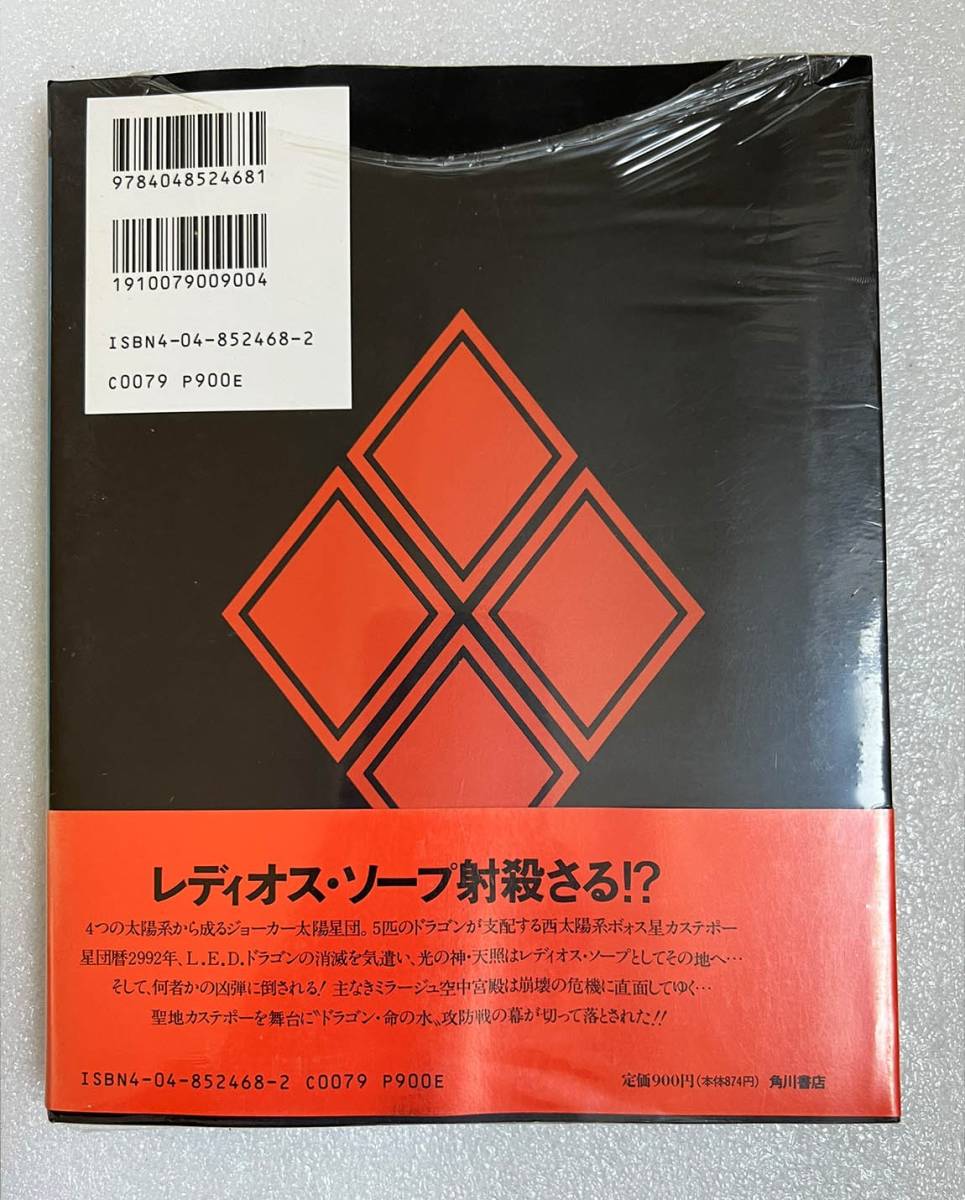 9784048524681
1910079009004
ISBN4-04-852468-2
C0079 P900E
レディオス・ソープ射殺さる!?
4つの太陽系から成るジョーカー太陽星団。5匹のドラゴンが支配する西太陽系ボォス星カステポー
星団暦2992年、L.E.D.ドラゴンの消滅を気遣い、光の神・天照はレディオス・ソープとしてその地へ…
そして、何者かの凶弾に倒される! 主なきミラージュ空中宮殿は崩壊の危機に直面してゆく…
聖地カステポーを舞台に〝ドラゴン・命の水〟攻防戦の幕が切って落とされた!!
ISBN4-04-852468-2 C0079 P900E
定価900円(本体874円) 角川書店